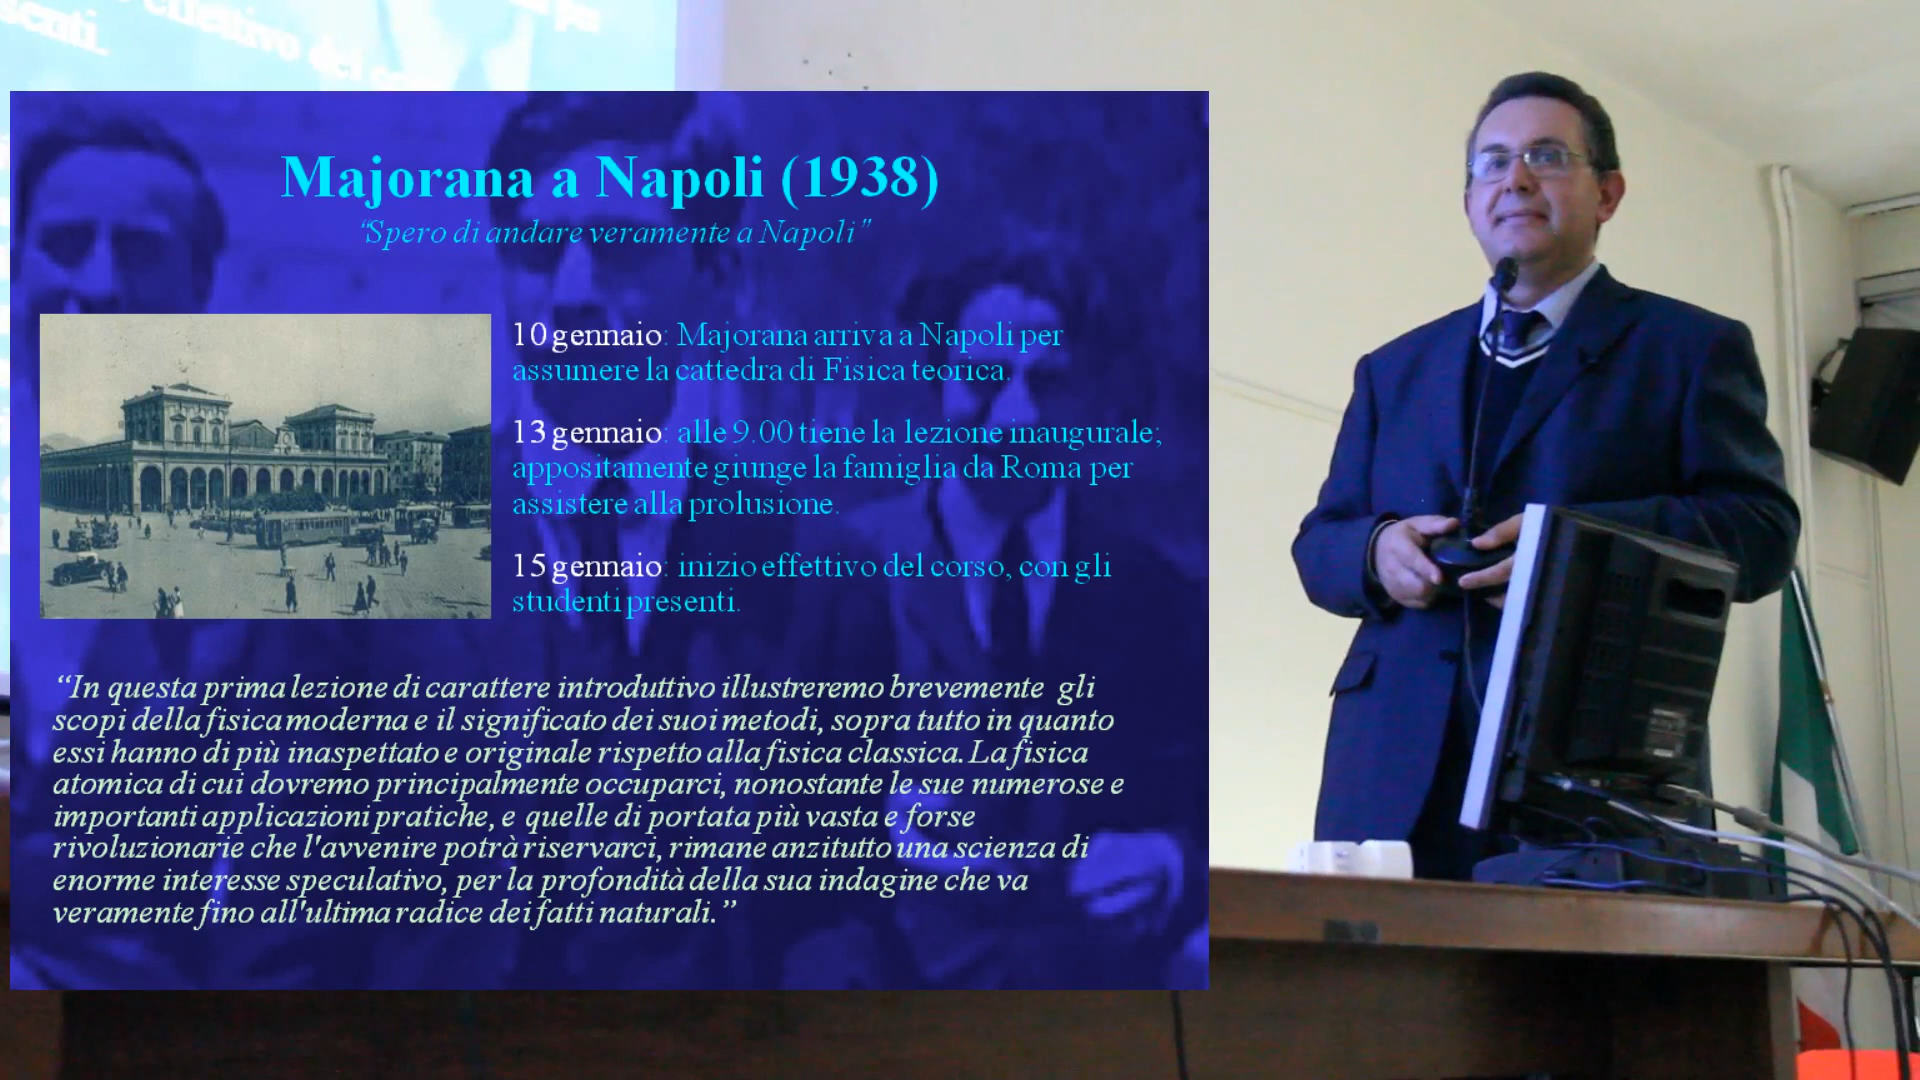 effettivo del
senti.
Majorana a Napoli (1938)
“Spero di andare veramente a Napoli”
10 gennaio: Majorana arriva a Napoli per
assumere la cattedra di Fisica teorica.
13 gennaio: alle 9.00 tiene la lezione inaugurale;
appositamente giunge la famiglia da Roma per
assistere alla prolusione.
15 gennaio: inizio effettivo del corso, con gli
studenti presenti.
“In questa prima lezione di carattere introduttivo illustreremo brevemente gli
scopi della fisica moderna e il significato dei suoi metodi, sopra tutto in quanto
essi hanno di più inaspettato e originale rispetto alla fisica classica. La fisica
atomica di cui dovremo principalmente occuparci, nonostante le sue numerose e
importanti applicazioni pratiche, e quelle di portata più vasta e forse
rivoluzionarie che l'avvenire potrà riservarci, rimane anzitutto una scienza di
enorme interesse speculativo, per la profondità della sua indagine che va
veramente fino all'ultima radice dei fatti naturali.”